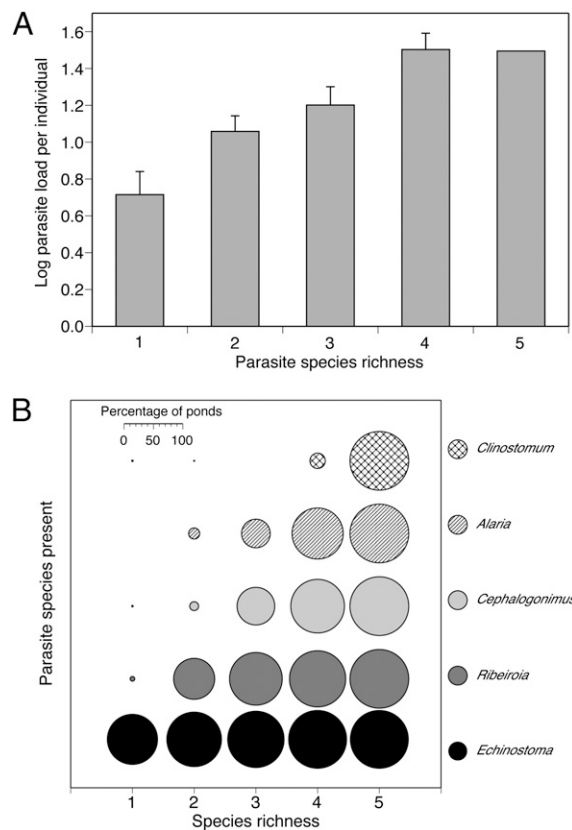 A
Log parasite load per individual
1.6
1.4
1.2
1.0
0.8
0.6
0.4
0.2
0.0
1 2 3 4 5
Parasite species richness
B
Percentage of ponds
0 50 100
Parasite species present
Clinostomum
Alaria
Cephalogonimus
Ribeiroia
Echinostoma
1 2 3 4 5
Species richness